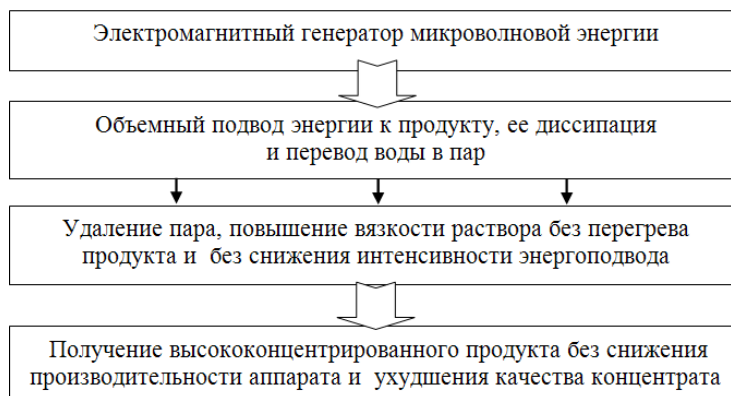 Электромагнитный генератор микроволновой энергии
Объемный подвод энергии к продукту, ее диссипация
и перевод воды в пар
Удаление пара, повышение вязкости раствора без перегрева
продукта и без снижения интенсивности энергоподвода
Получение высококонцентрированного продукта без снижения
производительности аппарата и ухудшения качества концентрата